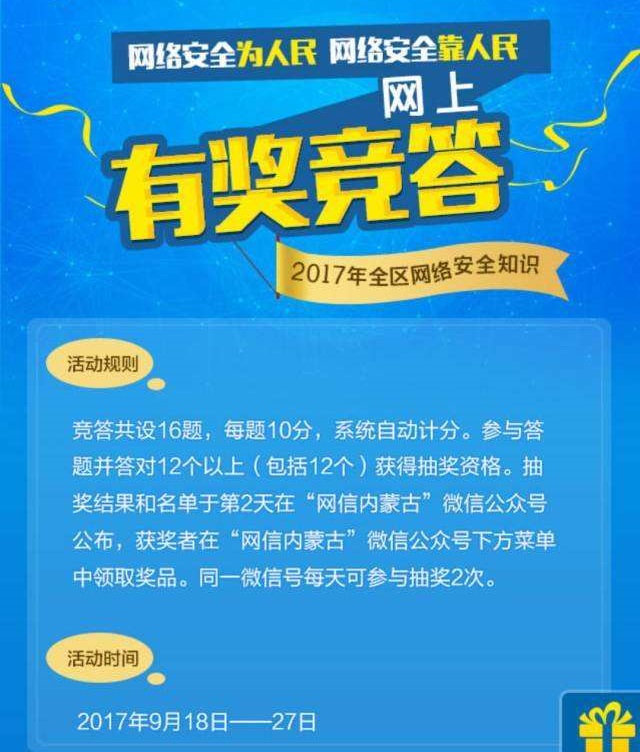 网络安全为人民 网络安全靠人民
网上
有奖竞答
2017年全区网络安全知识
活动规则
竞答共设16题，每题10分，系统自动计分。参与答
题并答对12个以上（包括12个）获得抽奖资格。抽
奖结果和名单于第2天在“网信内蒙古”微信公众号
公布，获奖者在“网信内蒙古”微信公众号下方菜单
中领取奖品。同一微信号每天可参与抽奖2次。
活动时间
2017年9月18日——27日